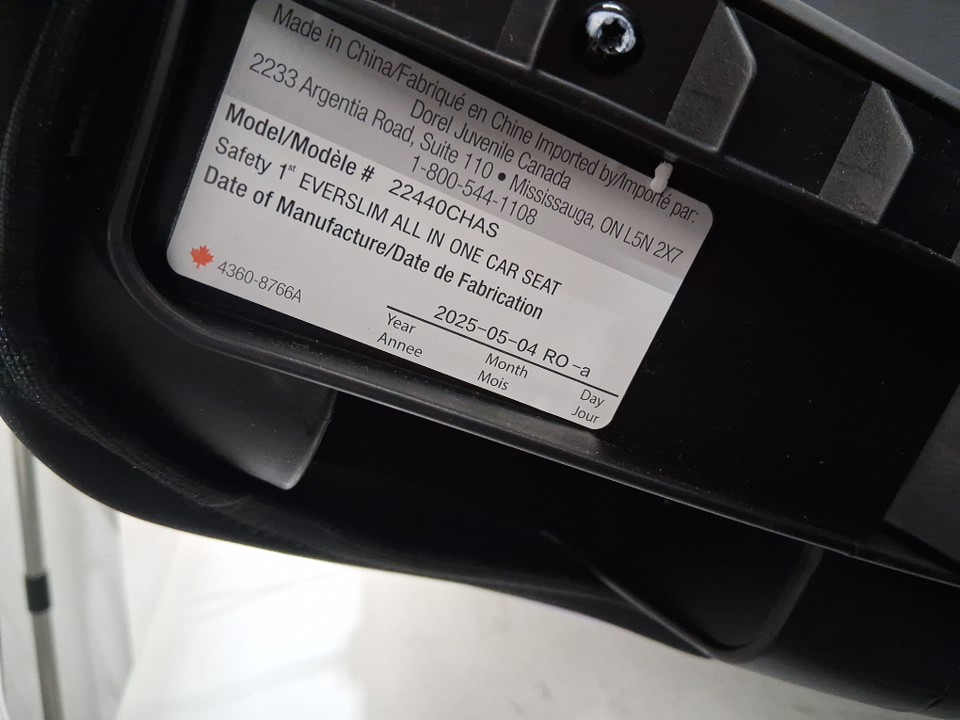 Made in China/Fabriqué en Chine Imported by/Importé par:
Dorel Juvenile Canada
2233 Argentia Road, Suite 110 • Mississauga, ON L5N 2X7
1-800-544-1108
Model/Modèle # 22440CHAS
Safety 1st EVERSLIM ALL IN ONE CAR SEAT
Date of Manufacture/Date de Fabrication
2025-05-04 RO -a
Year Month Day
Annee Mois Jour
4360-8766A